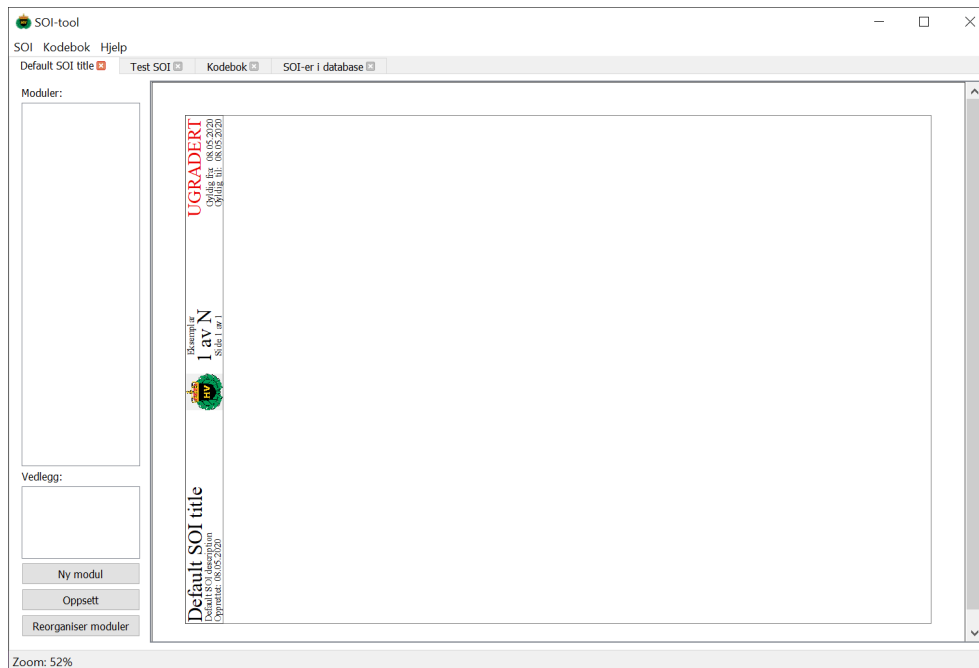 SOI-tool
SOI Kodebok Hjelp
Default SOI title Test SOI Kodebok SOI-er i database
Moduler:
UGRADERT
Gyldig fra: 08.05.2020
Gyldig til: 08.05.2020
Eksemplar
1 av N
Side 1 av 1
HV
Default SOI title
Default SOI description
Opprettet: 08.05.2020
Vedlegg:
Ny modul
Oppsett
Reorganiser moduler
Zoom: 52%